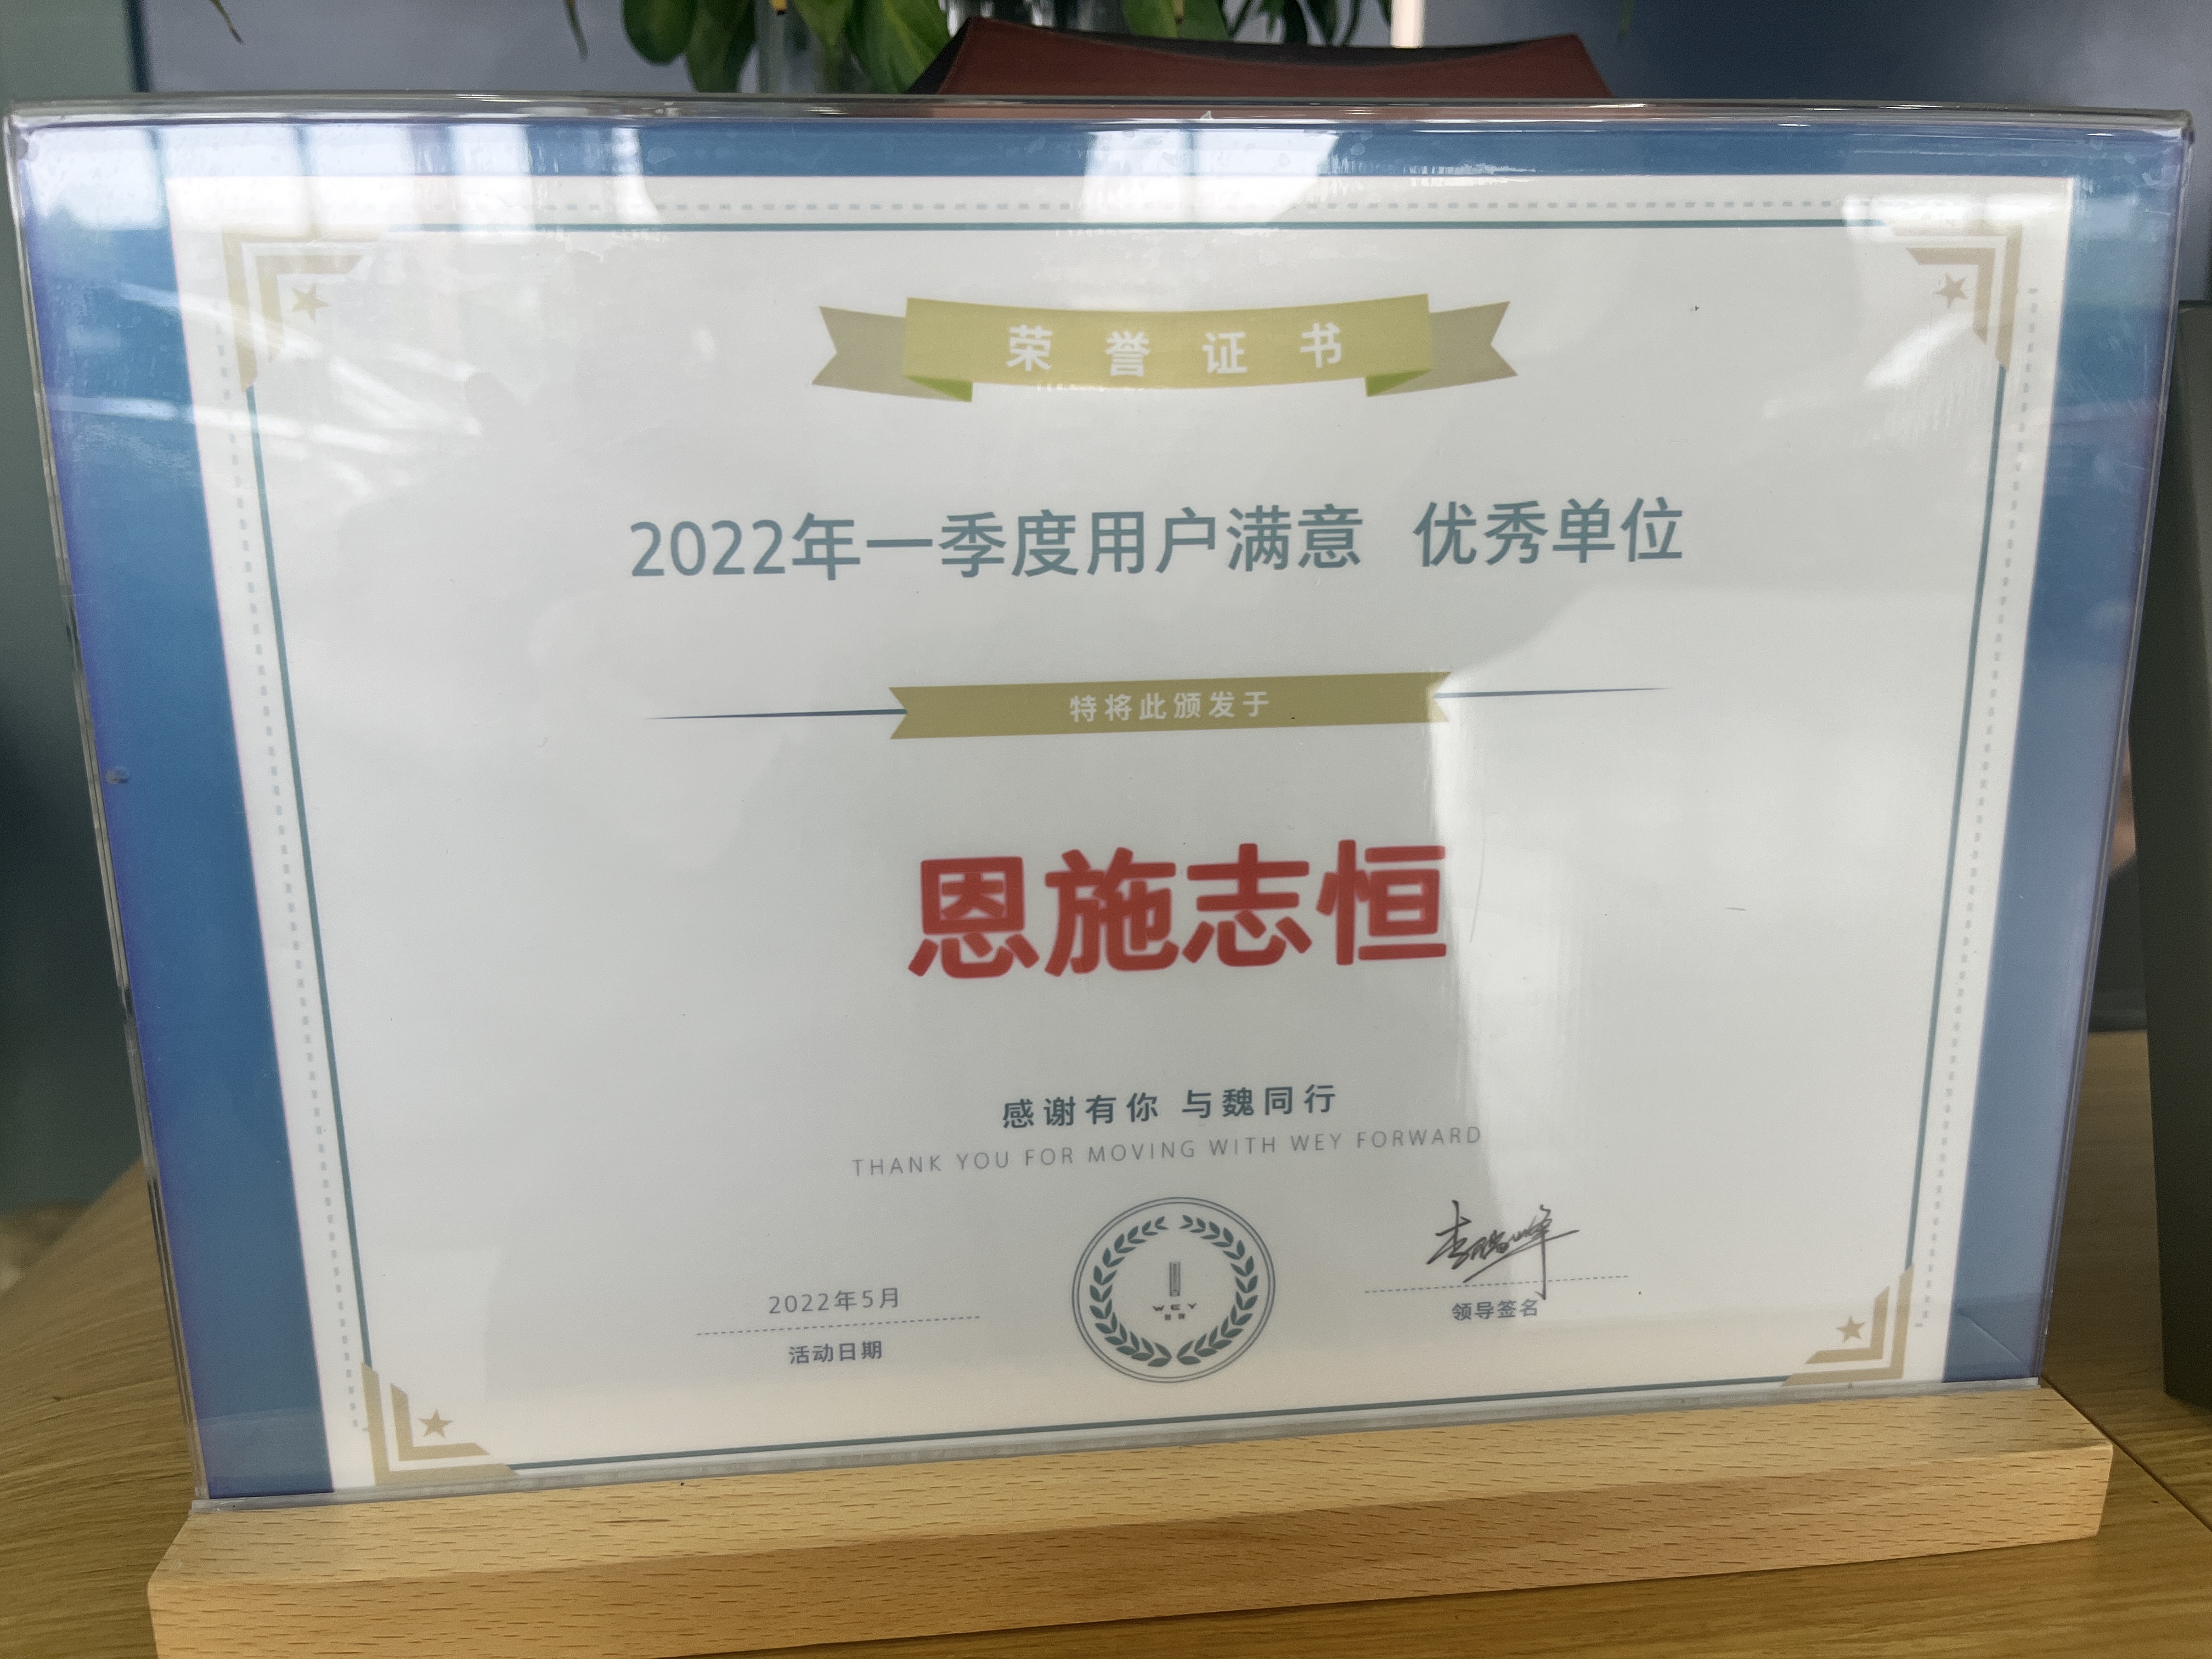 荣誉证书
2022年一季度用户满意 优秀单位
特将此颁发于
恩施志恒
感谢有你 与魏同行
THANK YOU FOR MOVING WITH WEY FORWARD
2022年5月
活动日期
WEY
领导签名